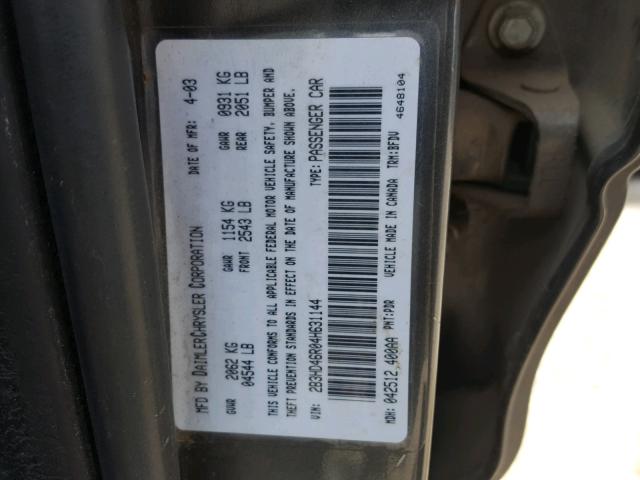 MFD BY DAIMLERCHRYSLER CORPORATION DATE OF MFR: 4-03
GVWR 2062 KG GAWR 1154 KG GAWR 0931 KG
04544 LB FRONT 2543 LB REAR 2051 LB
THIS VEHICLE CONFORMS TO ALL APPLICABLE FEDERAL MOTOR VEHICLE SAFETY, BUMPER AND
THEFT PREVENTION STANDARDS IN EFFECT ON THE DATE OF MANUFACTURE SHOWN ABOVE.
VIN: 2B3HD46R04H631144 TYPE: PASSENGER CAR
MDH: 042512 400AA PNT: PDR VEHICLE MADE IN CANADA TRM: BFDV
4648104